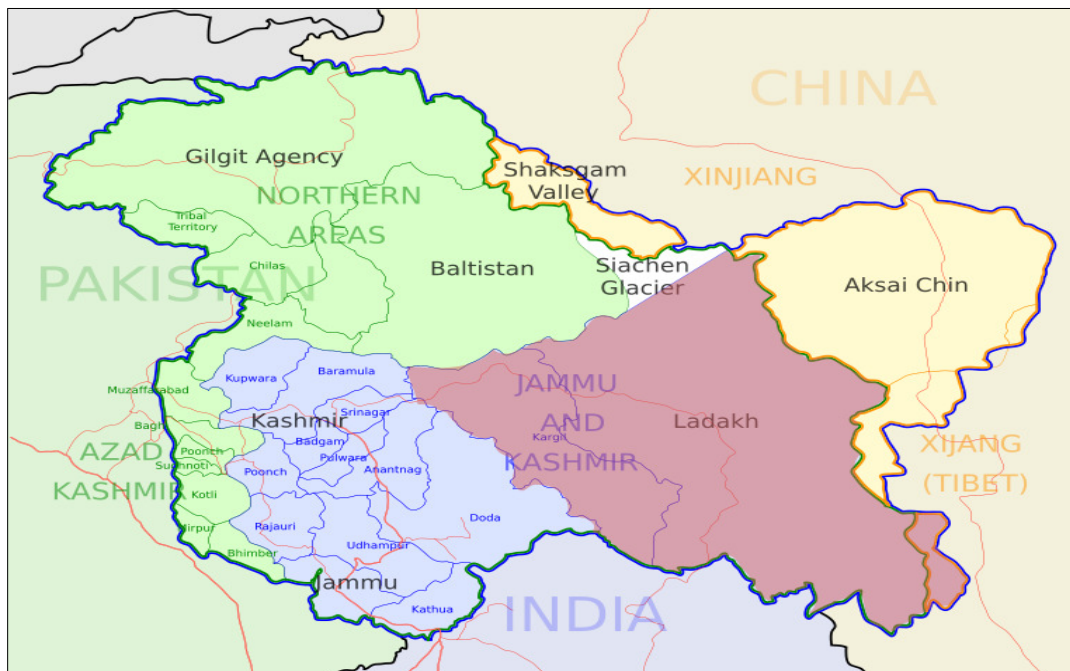 CHINA
Gilgit Agency
Shaksgam
Valley
XINJIANG
NORTHERN
AREAS
Tribal
Territory
Chilas
Baltistan
Siachen
Glacier
Aksai Chin
PAKISTAN
Neelam
Muzaffarabad
Kupwara
Baramula
JAMMU
AND
KASHMIR
Kashmir
Srinagar
Ladakh
Bagh
Badgam
Kargil
AZAD
KASHMIR
Poonch
Sudhnoti
Pulwara
Poonch
Anantnag
XIJANG
(TIBET)
Kotli
Mirpur
Rajauri
Doda
Bhimber
Udhampur
Jammu
Kathua
INDIA